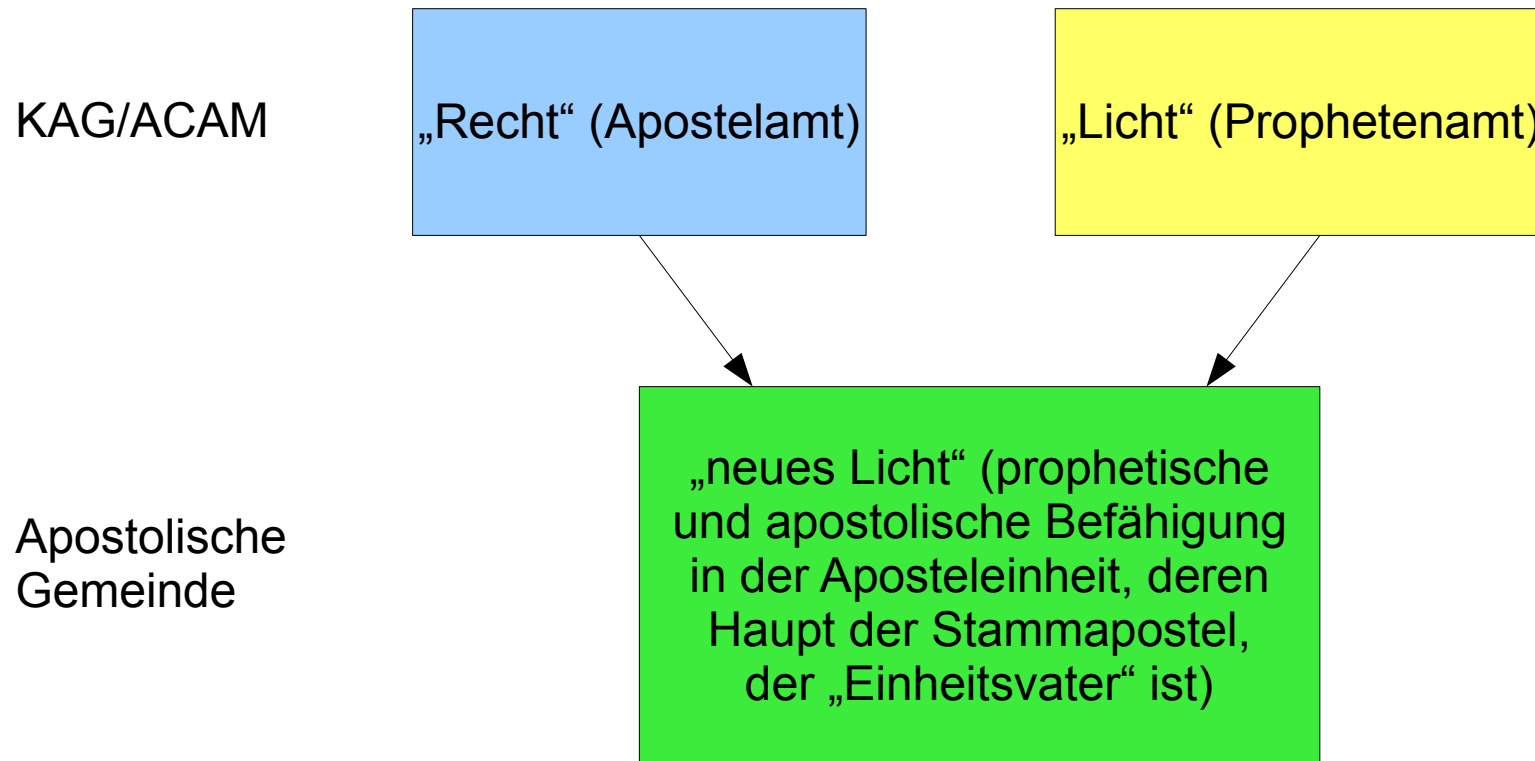 KAG/ACAM
„Recht“ (Apostelamt)
„Licht“ (Prophetenamt)
Apostolische
Gemeinde
„neues Licht“ (prophetische
und apostolische Befähigung
in der Aposteleinheit, deren
Haupt der Stammapostel,
der „Einheitsvater“ ist)